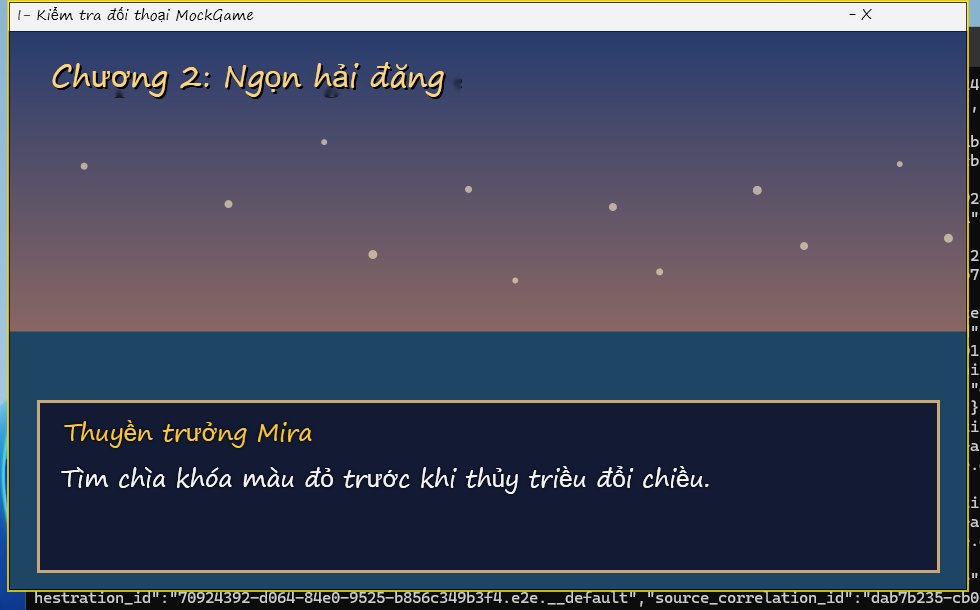 I- Kiểm tra đối thoại MockGame
- X
Chương 2: Ngọn hải đăng
Thuyền trưởng Mira
Tìm chìa khóa màu đỏ trước khi thủy triều đổi chiều.
hestration_id":"70924392-d064-84e0-9525-b856c349b3f4.e2e.__default","source_correlation_id":"dab7b235-cb0